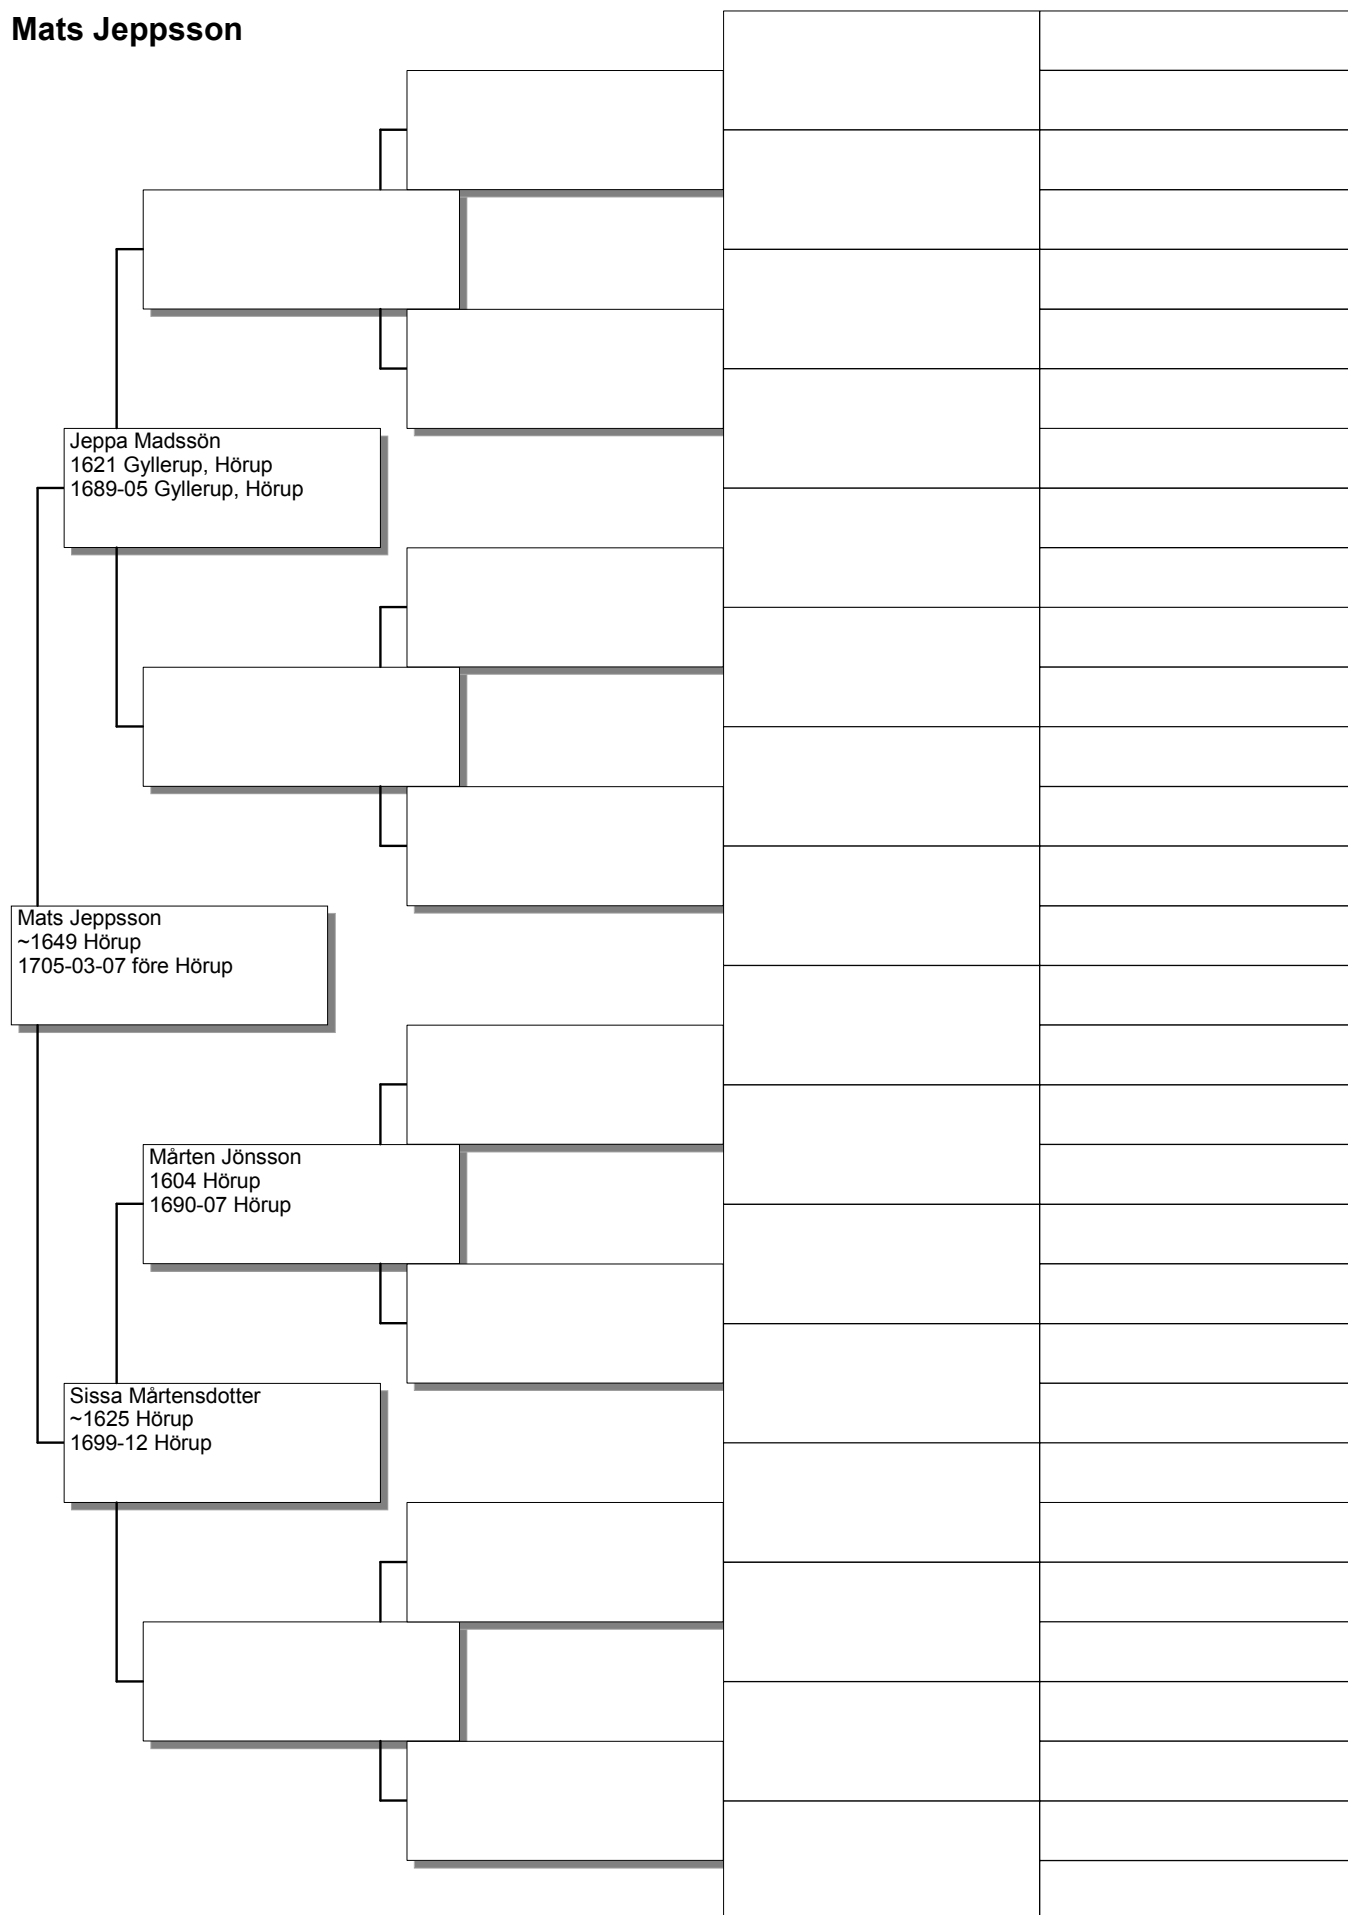 Mats Jeppsson
Jeppa Madssön
1621 Gyllerup, Hörup
1689-05 Gyllerup, Hörup
Mats Jeppsson
~1649 Hörup
1705-03-07 före Hörup
Mårten Jönsson
1604 Hörup
1690-07 Hörup
Sissa Mårtensdotter
~1625 Hörup
1699-12 Hörup